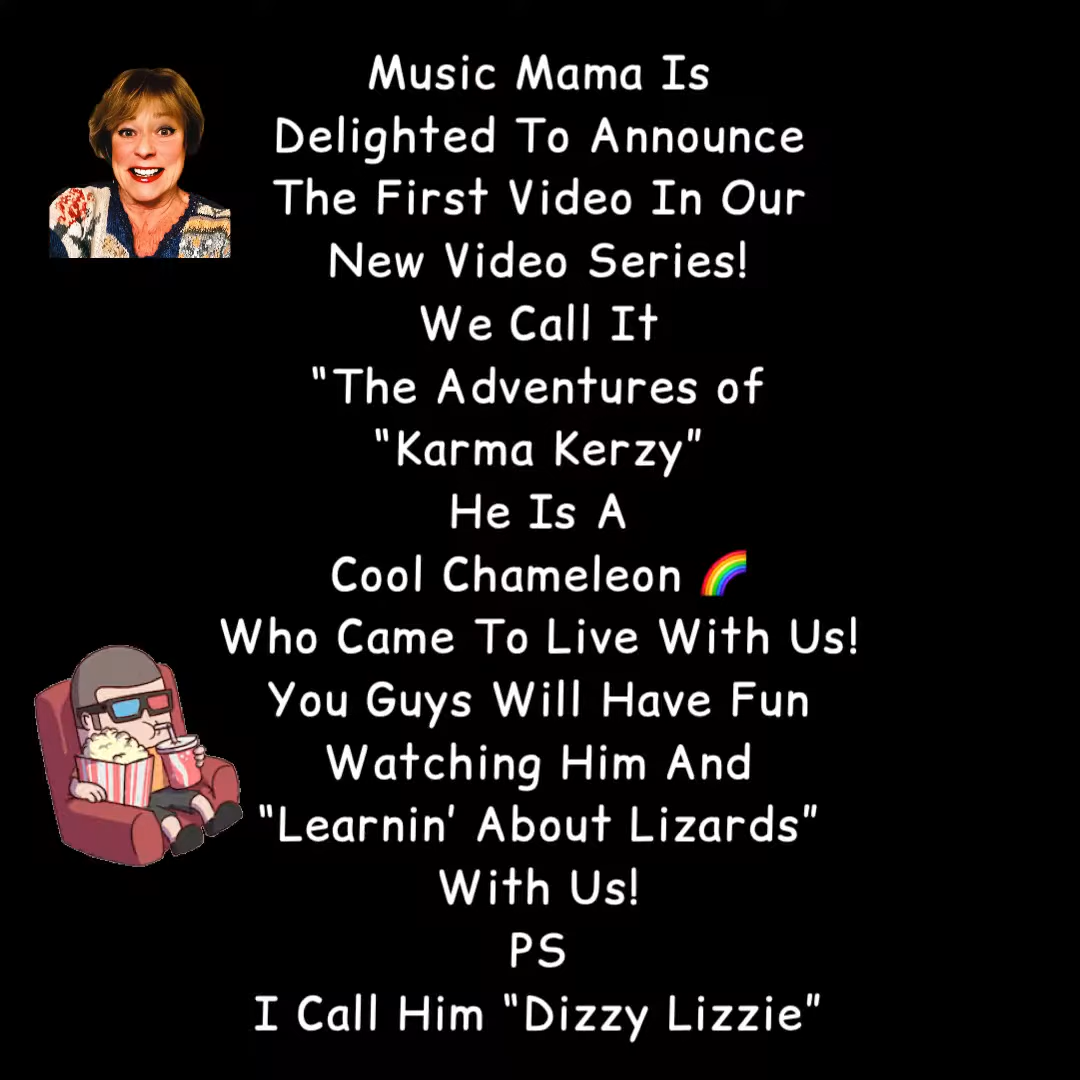 Music Mama Is
Delighted To Announce
The First Video In Our
New Video Series!
We Call It
"The Adventures of
"Karma Kerzy"
He Is A
Cool Chameleon 🌈
Who Came To Live With Us!
You Guys Will Have Fun
Watching Him And
"Learnin' About Lizards"
With Us!
PS
I Call Him "Dizzy Lizzie"